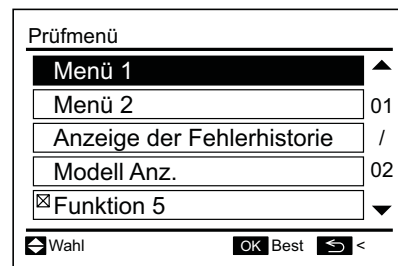 Prüfmenü
Menü 1
Menü 2
01
Anzeige der Fehlerhistorie
/
Modell Anz.
02
Funktion 5
Wahl OK Best <